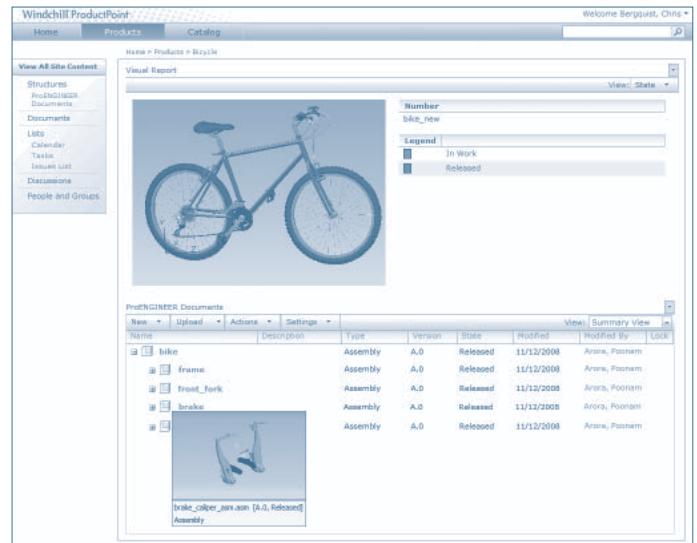 Windchill ProductPoint
Welcome Bergquist, Chris
Home Products Catalog
Home > Products > Bicycle
View All Site Content
Structures
ProENGINEER
Documents
Documents
Lists
Calendar
Tasks
Issues List
Discussions
People and Groups
Visual Report
View: State
Number
bike_new
Legend
In Work
Released
ProENGINEER Documents
New Upload Actions Settings View: Summary View
Name Description Type Version State Modified Modified By Lock
bike Assembly A.0 Released 11/12/2008 Arora, Poonam
frame Assembly A.0 Released 11/12/2008 Arora, Poonam
front_fork Assembly A.0 Released 11/12/2008 Arora, Poonam
brake Assembly A.0 Released 11/12/2008 Arora, Poonam
Assembly A.0 Released 11/12/2008 Arora, Poonam
brake_caliper_asm.asm [A.0, Released]
Assembly